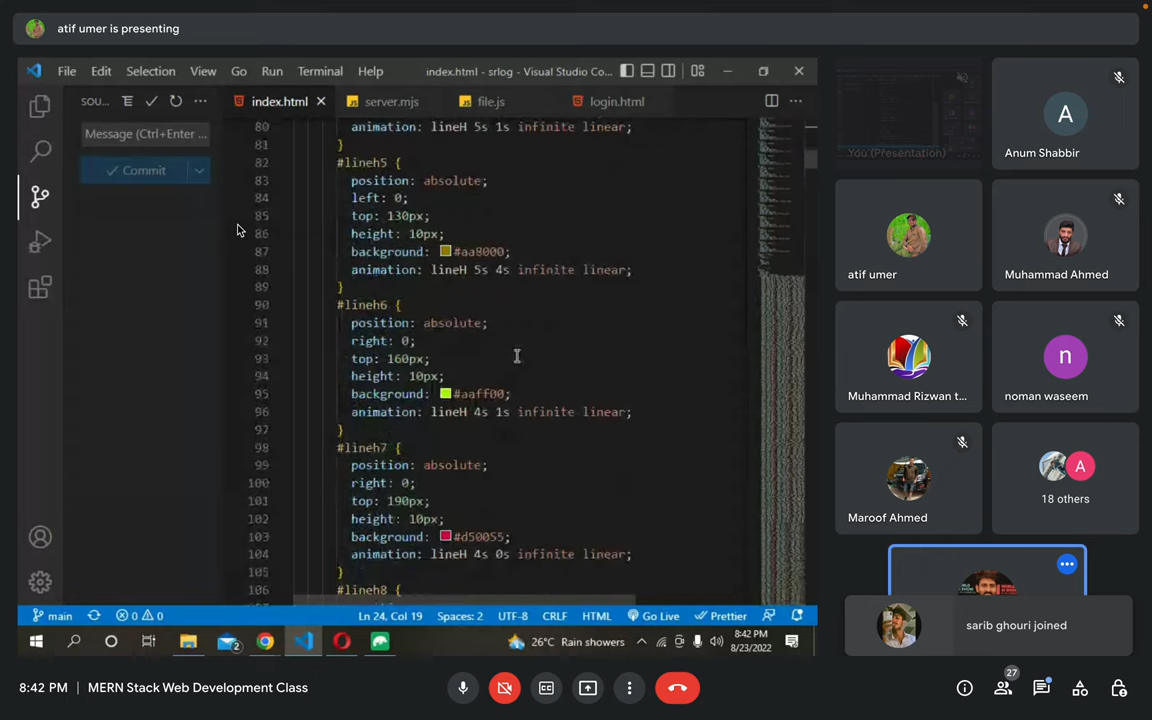 atif umer is presenting
File Edit Selection View Go Run Terminal Help index.html - srlog - Visual Studio Co...
SOU... index.html server.mjs file.js login.html
Message (Ctrl+Enter ...
Commit
80 animation: lineH 5s 1s infinite linear;
81 }
82 #lineh5 {
83 position: absolute;
84 left: 0;
85 top: 130px;
86 height: 10px;
87 background: #aa8000;
88 animation: lineH 5s 4s infinite linear;
89 }
90 #lineh6 {
91 position: absolute;
92 right: 0;
93 top: 160px;
94 height: 10px;
95 background: #aaff00;
96 animation: lineH 4s 1s infinite linear;
97 }
98 #lineh7 {
99 position: absolute;
100 right: 0;
101 top: 190px;
102 height: 10px;
103 background: #d50055;
104 animation: lineH 4s 0s infinite linear;
105 }
106 #lineh8 {
main 0 0 Ln 24, Col 19 Spaces: 2 UTF-8 CRLF HTML Go Live Prettier
2 26°C Rain showers 8:42 PM
8/23/2022
You (Presentation)
A
Anum Shabbir
atif umer
Muhammad Ahmed
Muhammad Rizwan t...
n
noman waseem
Maroof Ahmed
A
18 others
sarib ghouri joined
8:42 PM MERN Stack Web Development Class
27